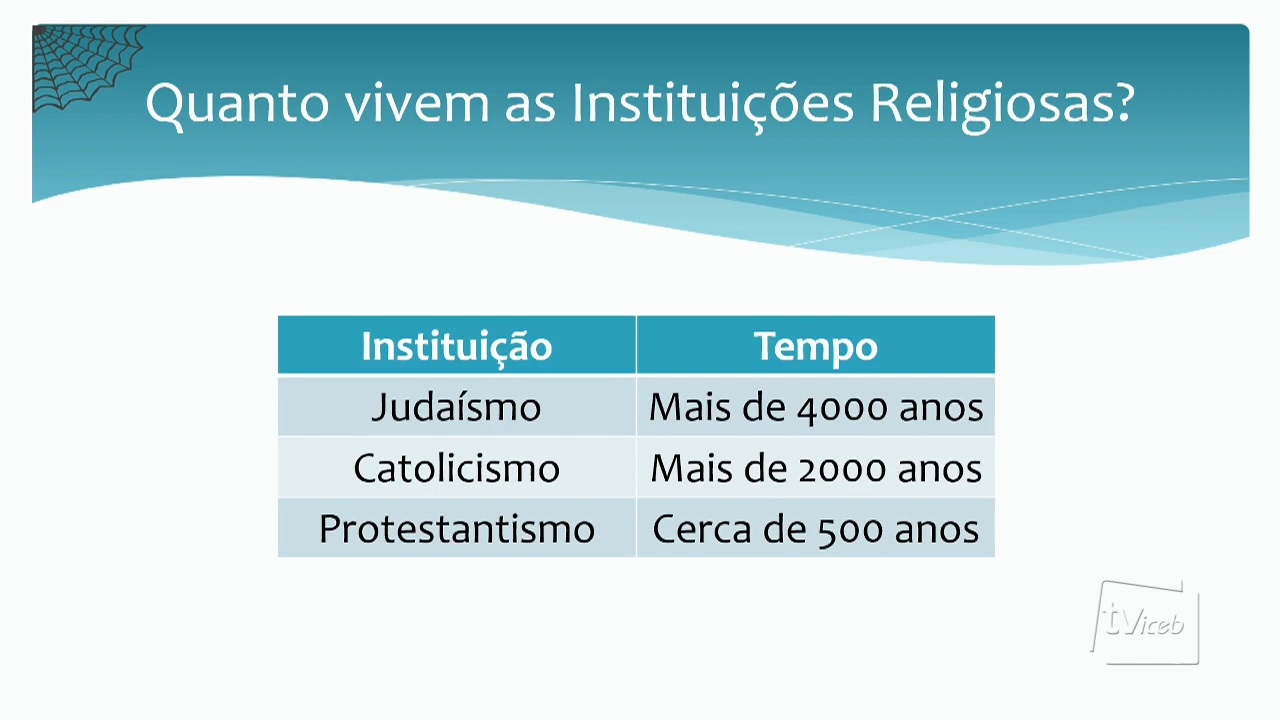 Quanto vivem as Instituições Religiosas?
Instituição Tempo
Judaísmo Mais de 4000 anos
Catolicismo Mais de 2000 anos
Protestantismo Cerca de 500 anos
tViceb